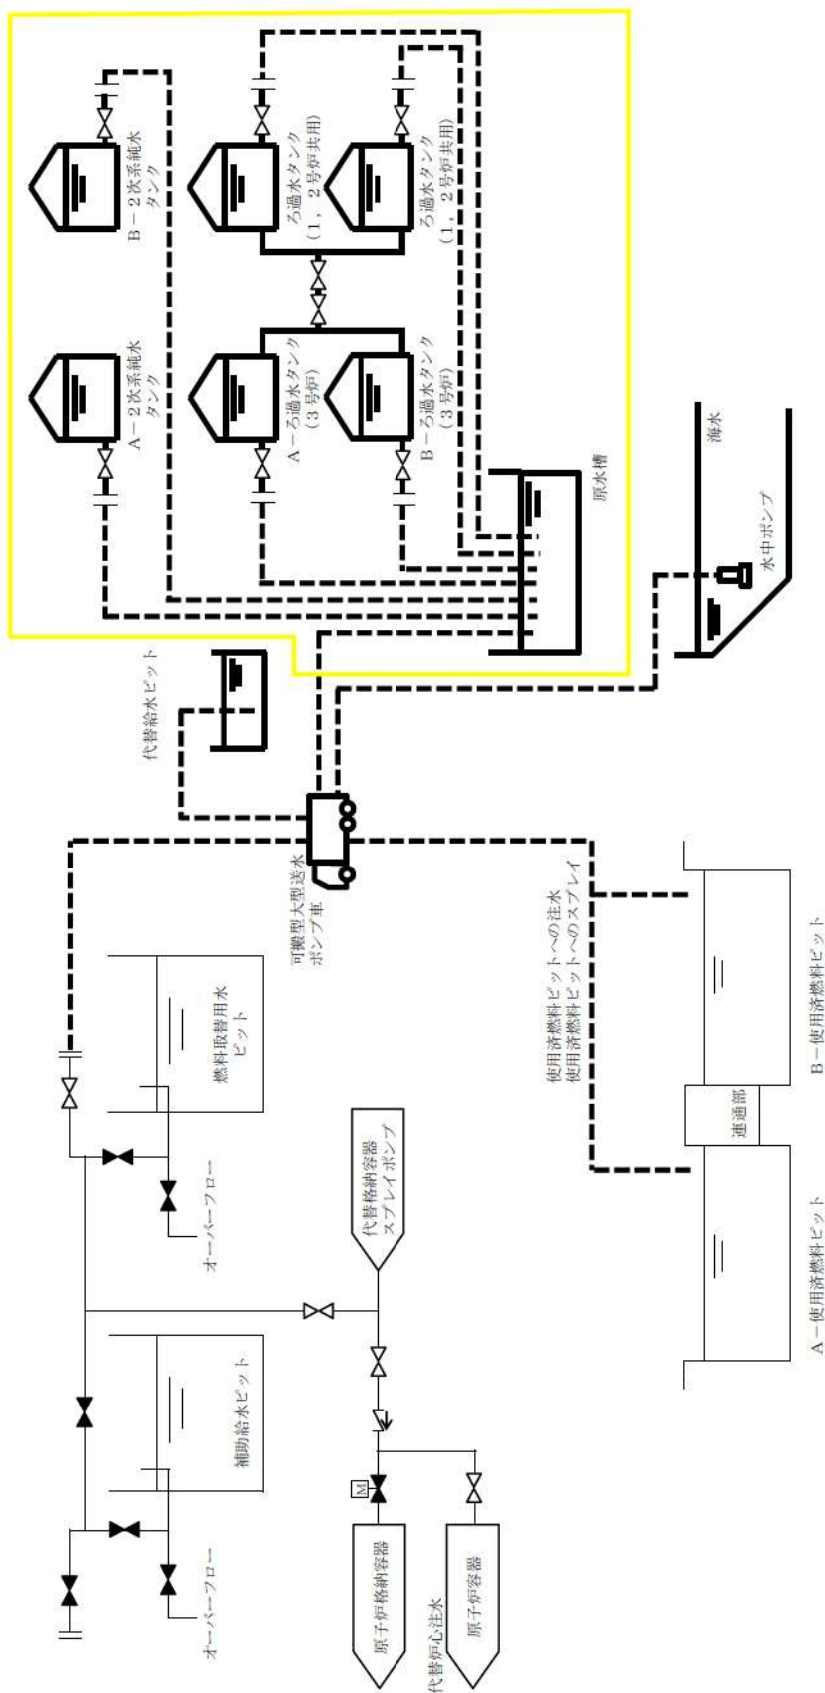 オーバーフロー
補助給水ピット
オーバーフロー
燃料取替用水
ピット
M
原子炉格納容器
代替炉心注水
原子炉容器
代替格納容器
スプレイポンプ
可搬型大型送水
ポンプ車
代替給水ピット
A－2次系純水
タンク
B－2次系純水
タンク
A－ろ過水タンク
(3号炉)
ろ過水タンク
(1, 2号炉共用)
B－ろ過水タンク
(3号炉)
ろ過水タンク
(1, 2号炉共用)
原水槽
使用済燃料ピットへの注水
使用済燃料ピットへのスプレイ
海水
水中ポンプ
連通部
A－使用済燃料ピット
B－使用済燃料ピット